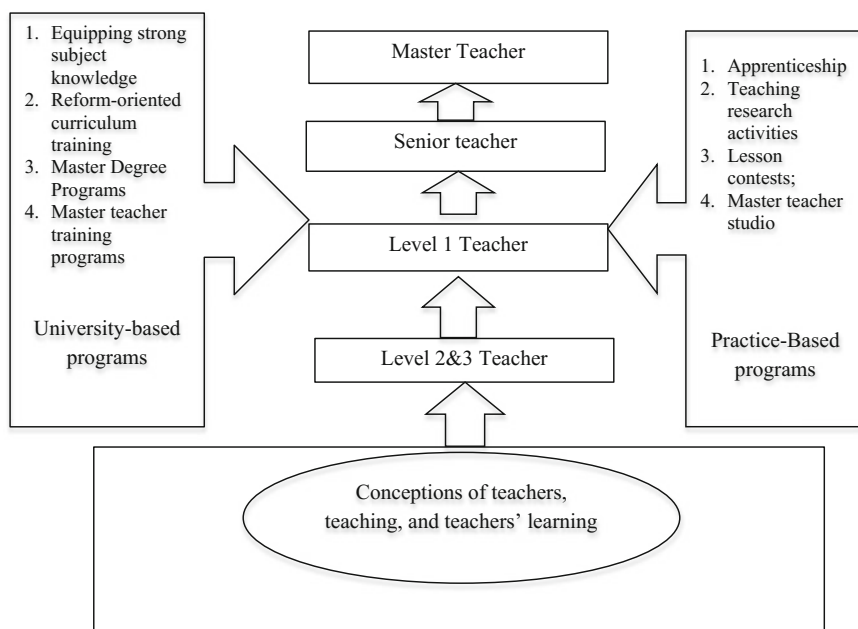 1. Equipping strong
subject
knowledge
2. Reform-oriented
curriculum
training
3. Master Degree
Programs
4. Master teacher
training
programs
University-based
programs
Master Teacher
Senior teacher
Level 1 Teacher
Level 2&3 Teacher
1. Apprenticeship
2. Teaching
research
activities
3. Lesson
contests;
4. Master teacher
studio
Practice-Based
programs
Conceptions of teachers,
teaching, and teachers’ learning